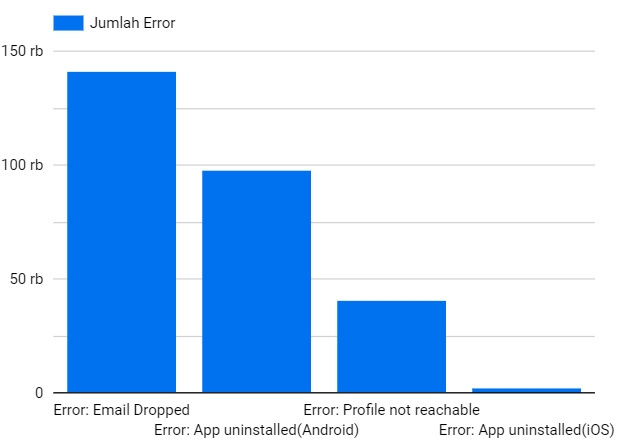 Jumlah Error
150 rb
100 rb
50 rb
0
Error: Email Dropped
Error: App uninstalled(Android)
Error: Profile not reachable
Error: App uninstalled(iOS)